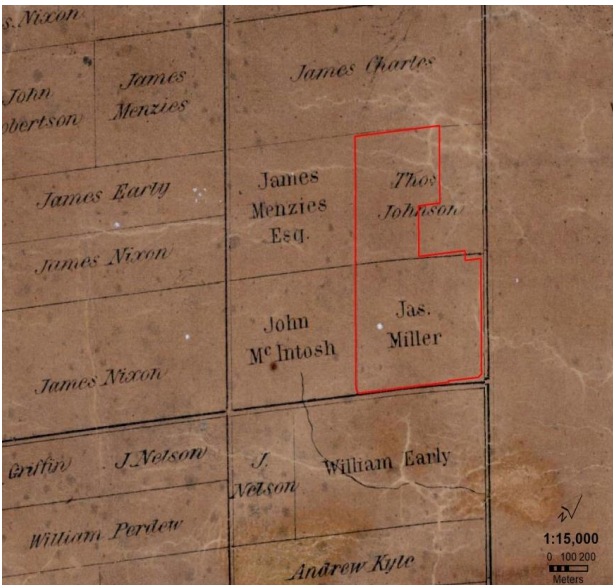 s. Nixon
James Charles
John
obertson
James
Menzies
James Early
James
Menzies
Esq.
Thos
Johnson
James Nixon
John
Mc Intosh
Jas.
Miller
James Nixon
Griffin
J. Nelson
J.
Nelson
William Early
William Perdew
Andrew Kyle
1:15,000
0 100 200
Meters